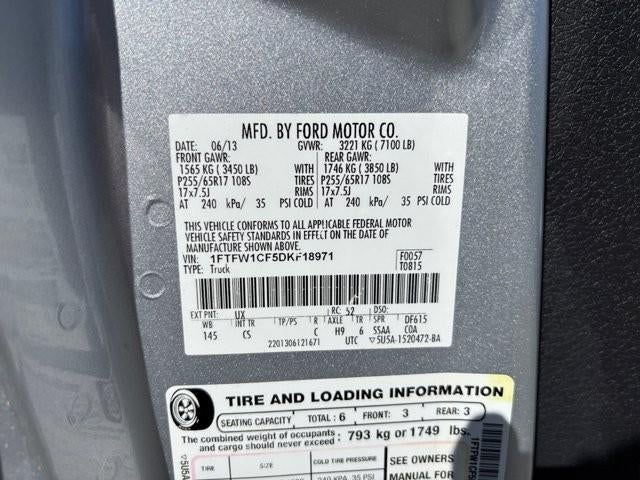 MFD. BY FORD MOTOR CO.
DATE: 06/13 GVWR: 3221 KG ( 7100 LB)
FRONT GAWR: REAR GAWR:
1565 KG ( 3450 LB) WITH 1746 KG ( 3850 LB) WITH
P255/65R17 108S TIRES P255/65R17 108S TIRES
17x7.5J RIMS 17x7.5J RIMS
AT 240 kPa/ 35 PSI COLD AT 240 kPa/ 35 PSI COLD
THIS VEHICLE CONFORMS TO ALL APPLICABLE FEDERAL MOTOR
VEHICLE SAFETY STANDARDS IN EFFECT ON THE DATE OF
MANUFACTURE SHOWN ABOVE.
VIN: 1FTFW1CF5DKF18971 F0057
TYPE: Truck T0815
EXT PNT: UX RC: 52 DSO:
WB INT TR TP/PS R AXLE TR SPR DF615
145 CS C H9 6 SSAA COA
2201306121671 UTC ▽5U5A-1520472-BA
TIRE AND LOADING INFORMATION
SEATING CAPACITY TOTAL: 6 FRONT: 3 REAR: 3
The combined weight of occupants
and cargo should never exceed: 793 kg or 1749 lbs.
TIRE SIZE COLD TIRE PRESSURE SEE OWNERS
240 KPA, 35 PSI MANUAL FOR
▽5U5A
1FTFW1CF5